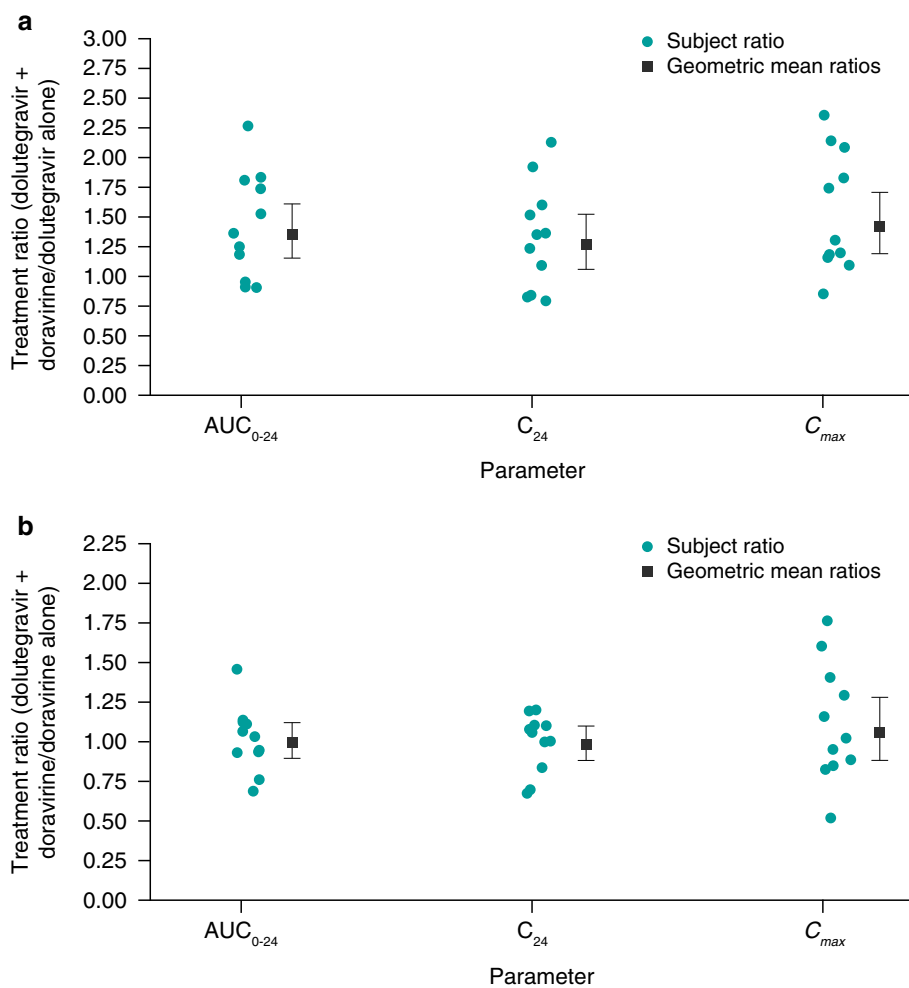 a
Treatment ratio (dolutegravir +
doravirine/dolutegravir alone)
3.00
2.75
2.50
2.25
2.00
1.75
1.50
1.25
1.00
0.75
0.50
0.25
0.00
Subject ratio
Geometric mean ratios
AUC0-24
C24
Cmax
Parameter
b
Treatment ratio (dolutegravir +
doravirine/doravirine alone)
2.25
2.00
1.75
1.50
1.25
1.00
0.75
0.50
0.25
0.00
Subject ratio
Geometric mean ratios
AUC0-24
C24
Cmax
Parameter